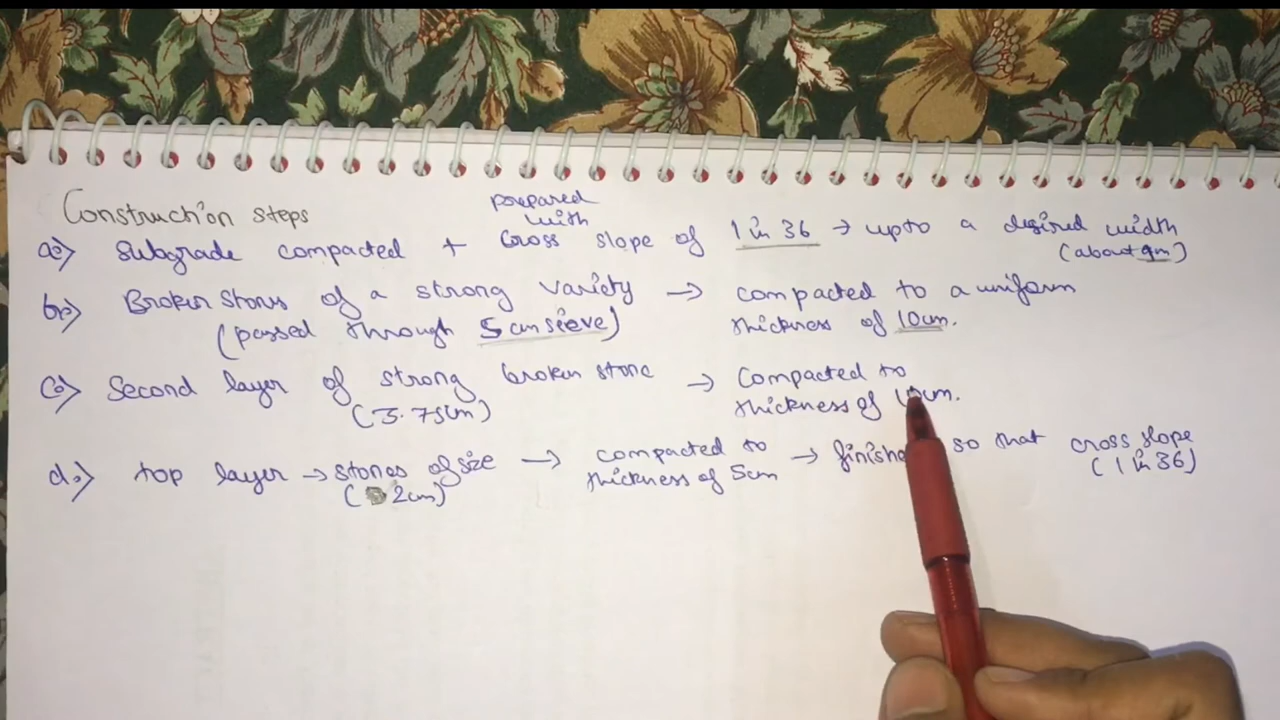 Construction steps
prepared
with
a.) Subgrade compacted + Cross slope of 1 in 36 → upto a desired width
(about 9m)
b.) Broken Stones of a strong variety → compacted to a uniform
(passed through 5 cm sieve) thickness of 10cm.
c.) Second layer of strong broken stone → Compacted to
(3.75cm) thickness of 10cm.
d.) top layer → stones of size → compacted to → finished so that cross slope
(2cm) thickness of 5cm (1 in 36)